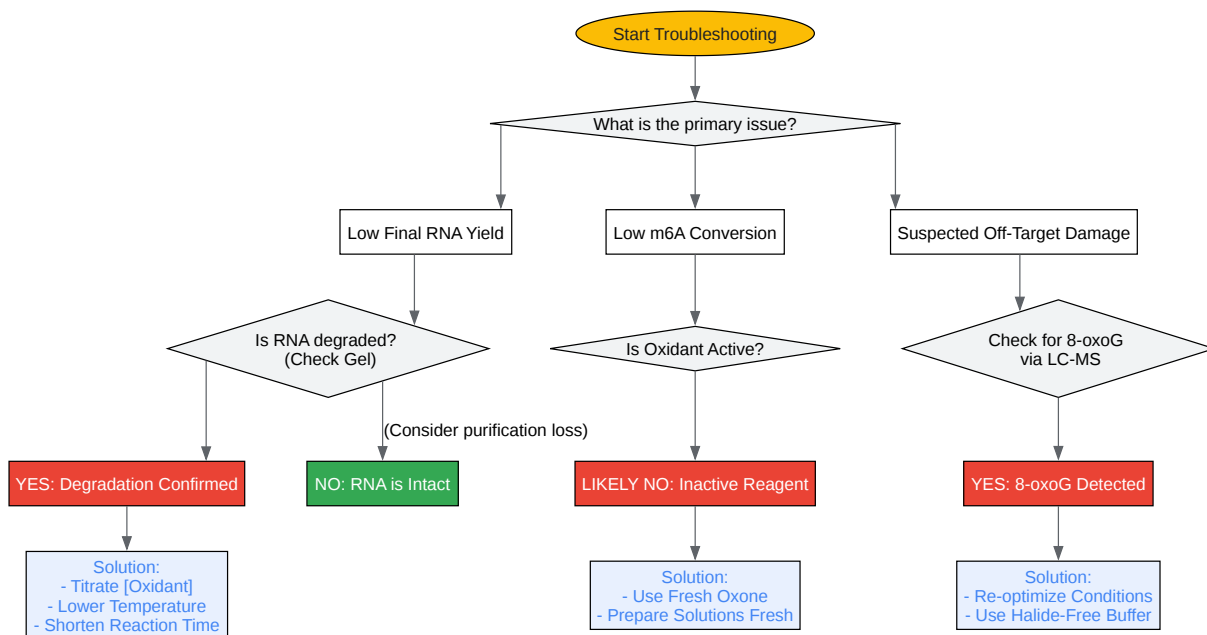 Start Troubleshooting
What is the primary issue?
Low Final RNA Yield
Low m6A Conversion
Suspected Off-Target Damage
Is RNA degraded?
(Check Gel)
Is Oxidant Active?
Check for 8-oxoG
via LC-MS
(Consider purification loss)
YES: Degradation Confirmed
NO: RNA is Intact
LIKELY NO: Inactive Reagent
YES: 8-oxoG Detected
Solution:
- Titrate [Oxidant]
- Lower Temperature
- Shorten Reaction Time
Solution:
- Use Fresh Oxone
- Prepare Solutions Fresh
Solution:
- Re-optimize Conditions
- Use Halide-Free Buffer